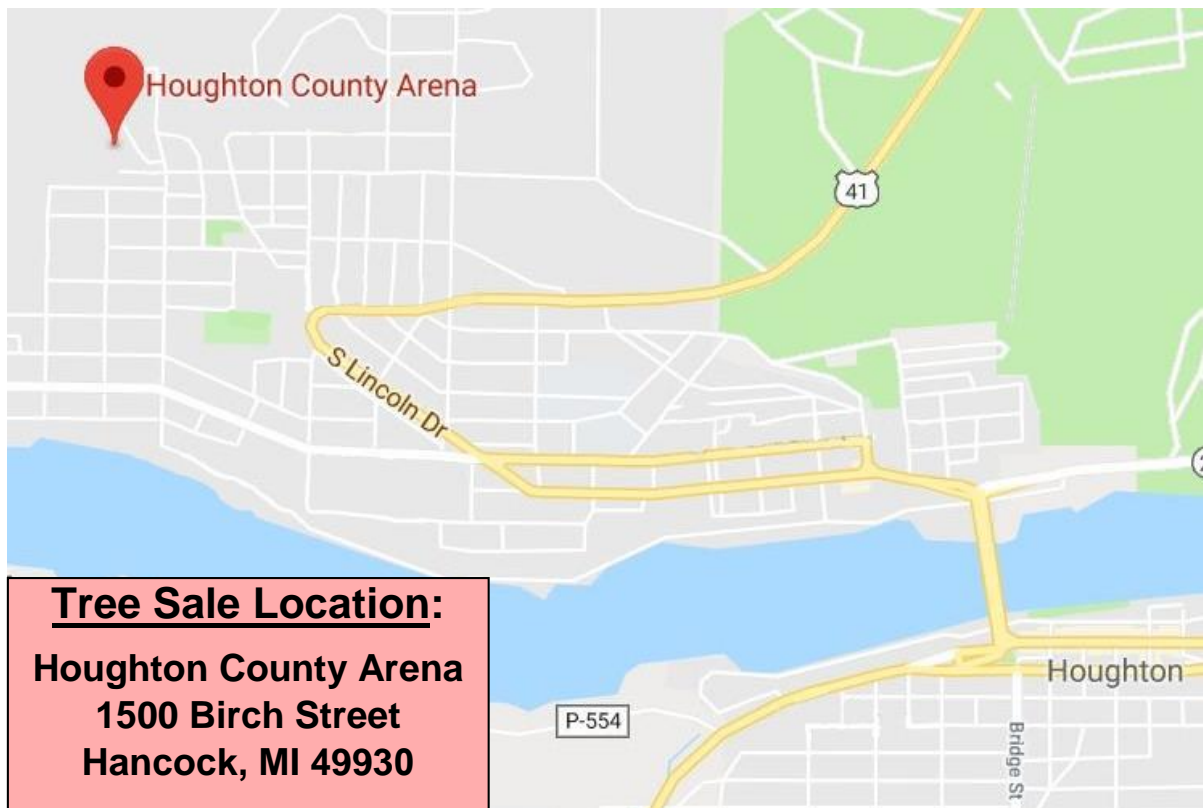 Houghton County Arena
41
S Lincoln Dr
Tree Sale Location:
Houghton County Arena
1500 Birch Street
Hancock, MI 49930
P-554
Houghton
Bridge St